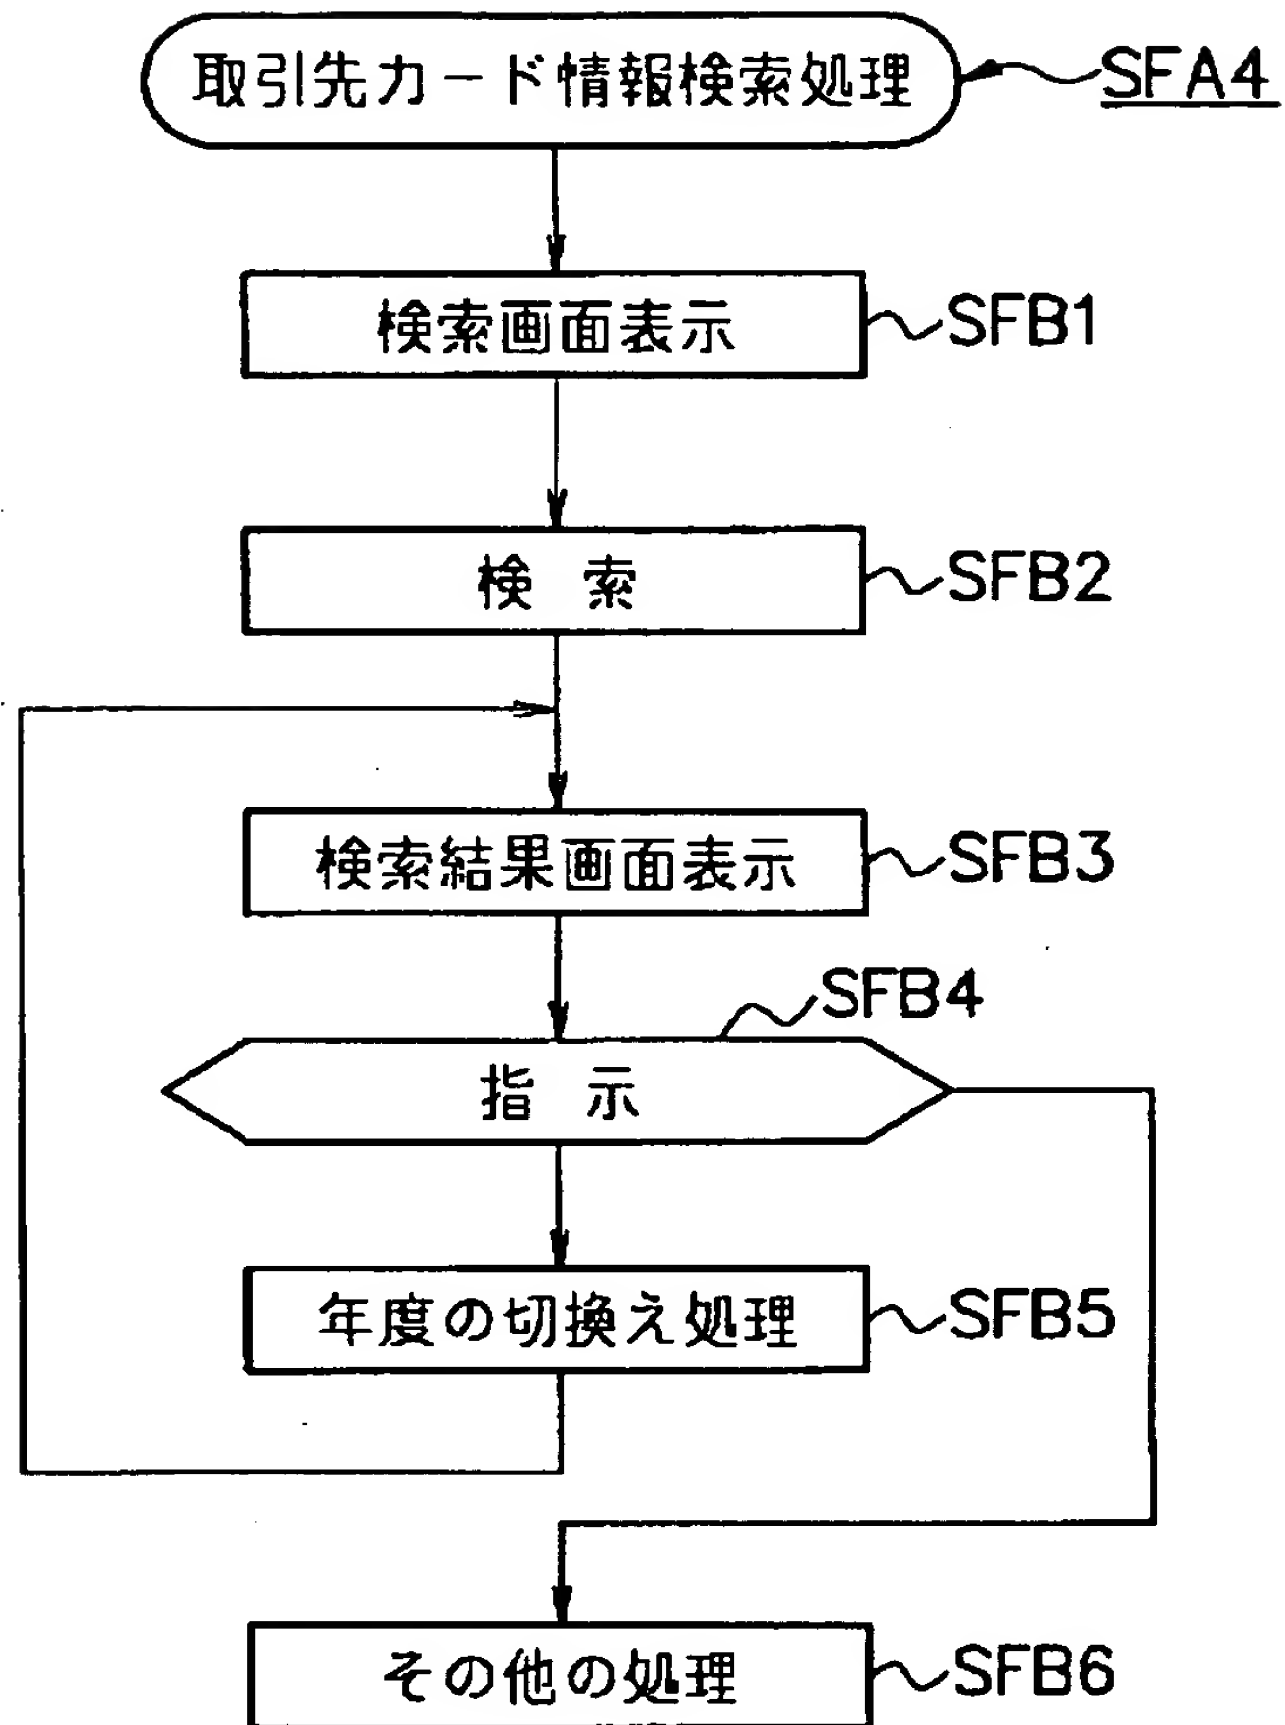 取引先カード情報検索処理 SFA4
検索画面表示 SFB1
検 索 SFB2
検索結果画面表示 SFB3
SFB4
指 示
年度の切換え処理 SFB5
その他の処理 SFB6